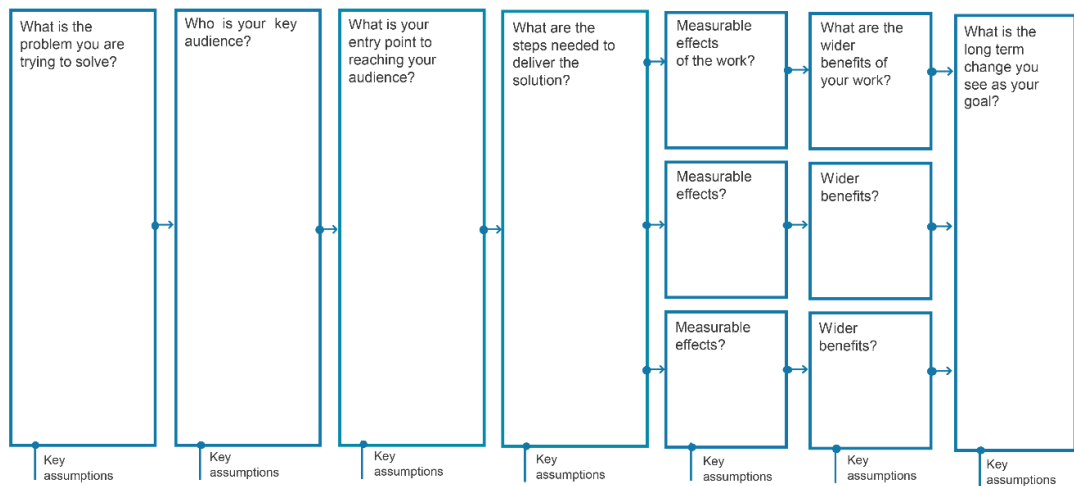 What is the
problem you are
trying to solve?
Who is your key
audience?
What is your
entry point to
reaching your
audience?
What are the
steps needed to
deliver the
solution?
Measurable
effects
of the work?
What are the
wider
benefits of
your work?
What is the
long term
change you
see as your
goal?
Measurable
effects?
Wider
benefits?
Measurable
effects?
Wider
benefits?
Key
assumptions
Key
assumptions
Key
assumptions
Key
assumptions
Key
assumptions
Key
assumptions
Key
assumptions